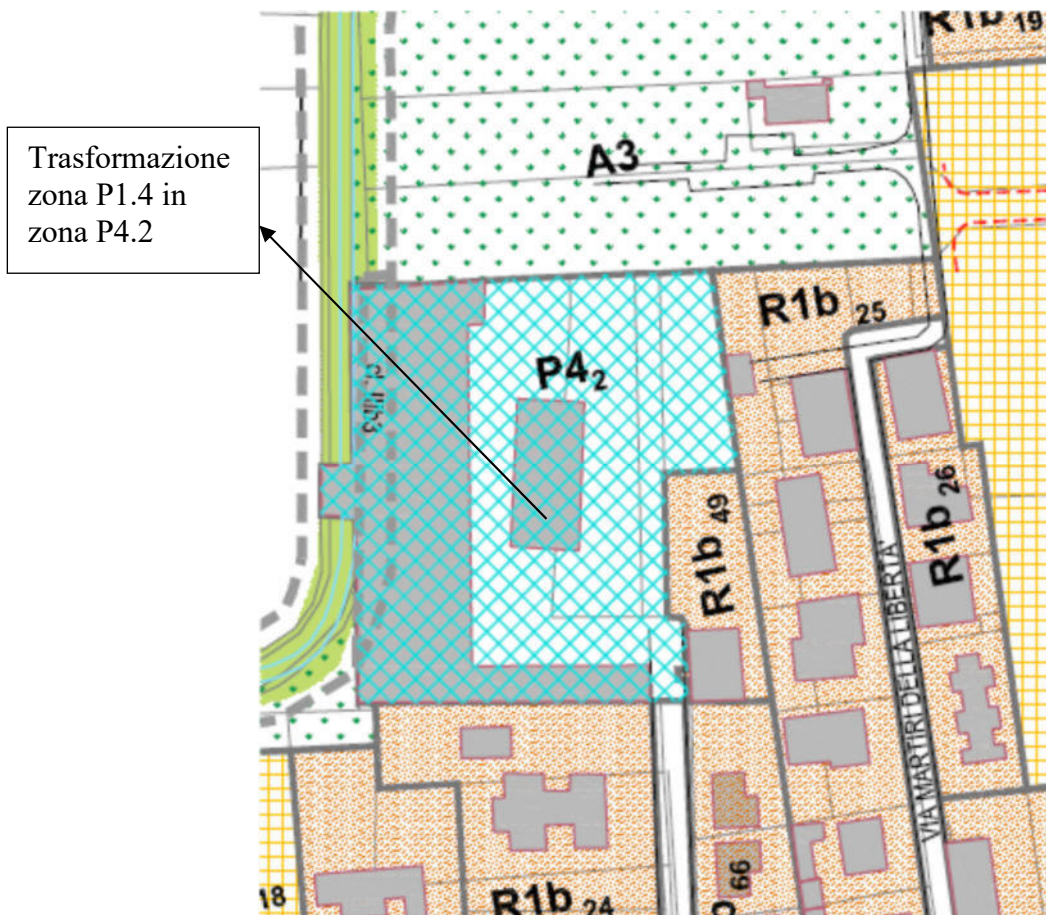 R1b 19
Trasformazione
zona P1.4 in
zona P4.2
A3
R1b 25
P4 2
R1b 49
R1b 26
VIA MARTIRI DELLA LIBERTA'
66
18
R1b 24